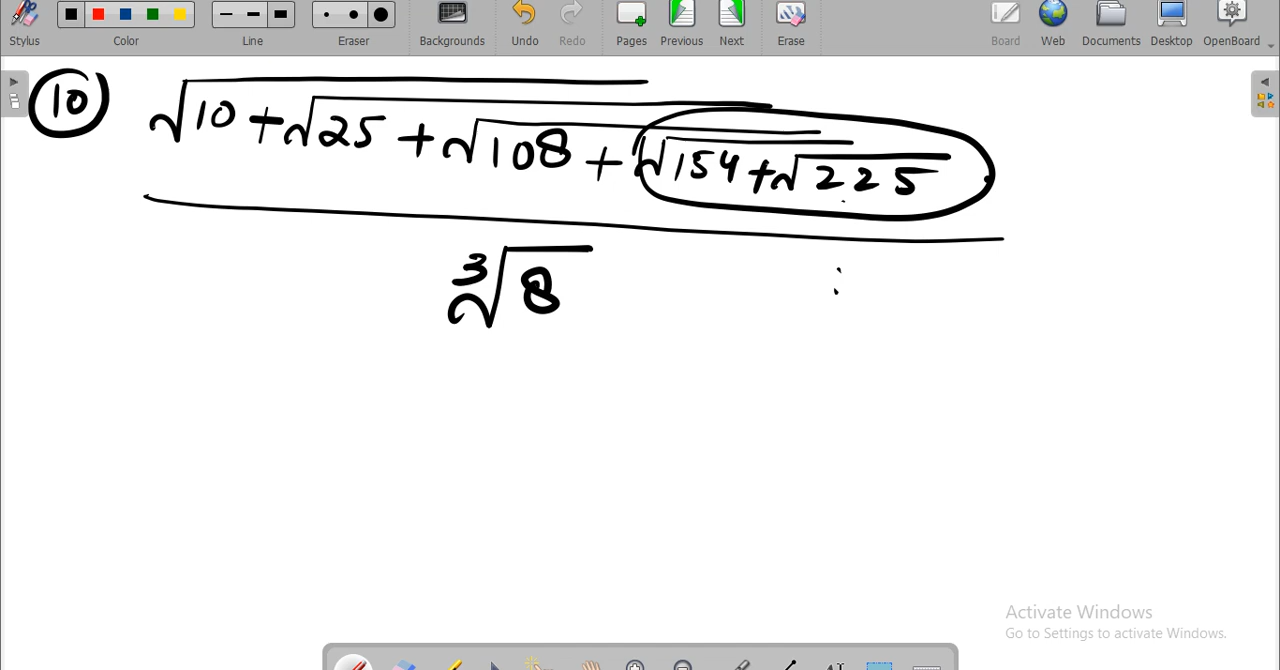 Stylus Color Line Eraser Backgrounds Undo Redo Pages Previous Next Erase Board Web Documents Desktop OpenBoard
10 √10 + √25 + √108 + √154 + √225
3√8
Activate Windows
Go to Settings to activate Windows.